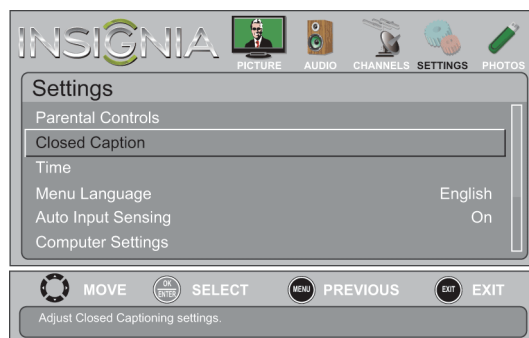 INSIGNIA
PICTURE AUDIO CHANNELS SETTINGS PHOTOS
Settings
Parental Controls
Closed Caption
Time
Menu Language English
Auto Input Sensing On
Computer Settings
MOVE OK ENTER SELECT MENU PREVIOUS EXIT EXIT
Adjust Closed Captioning settings.